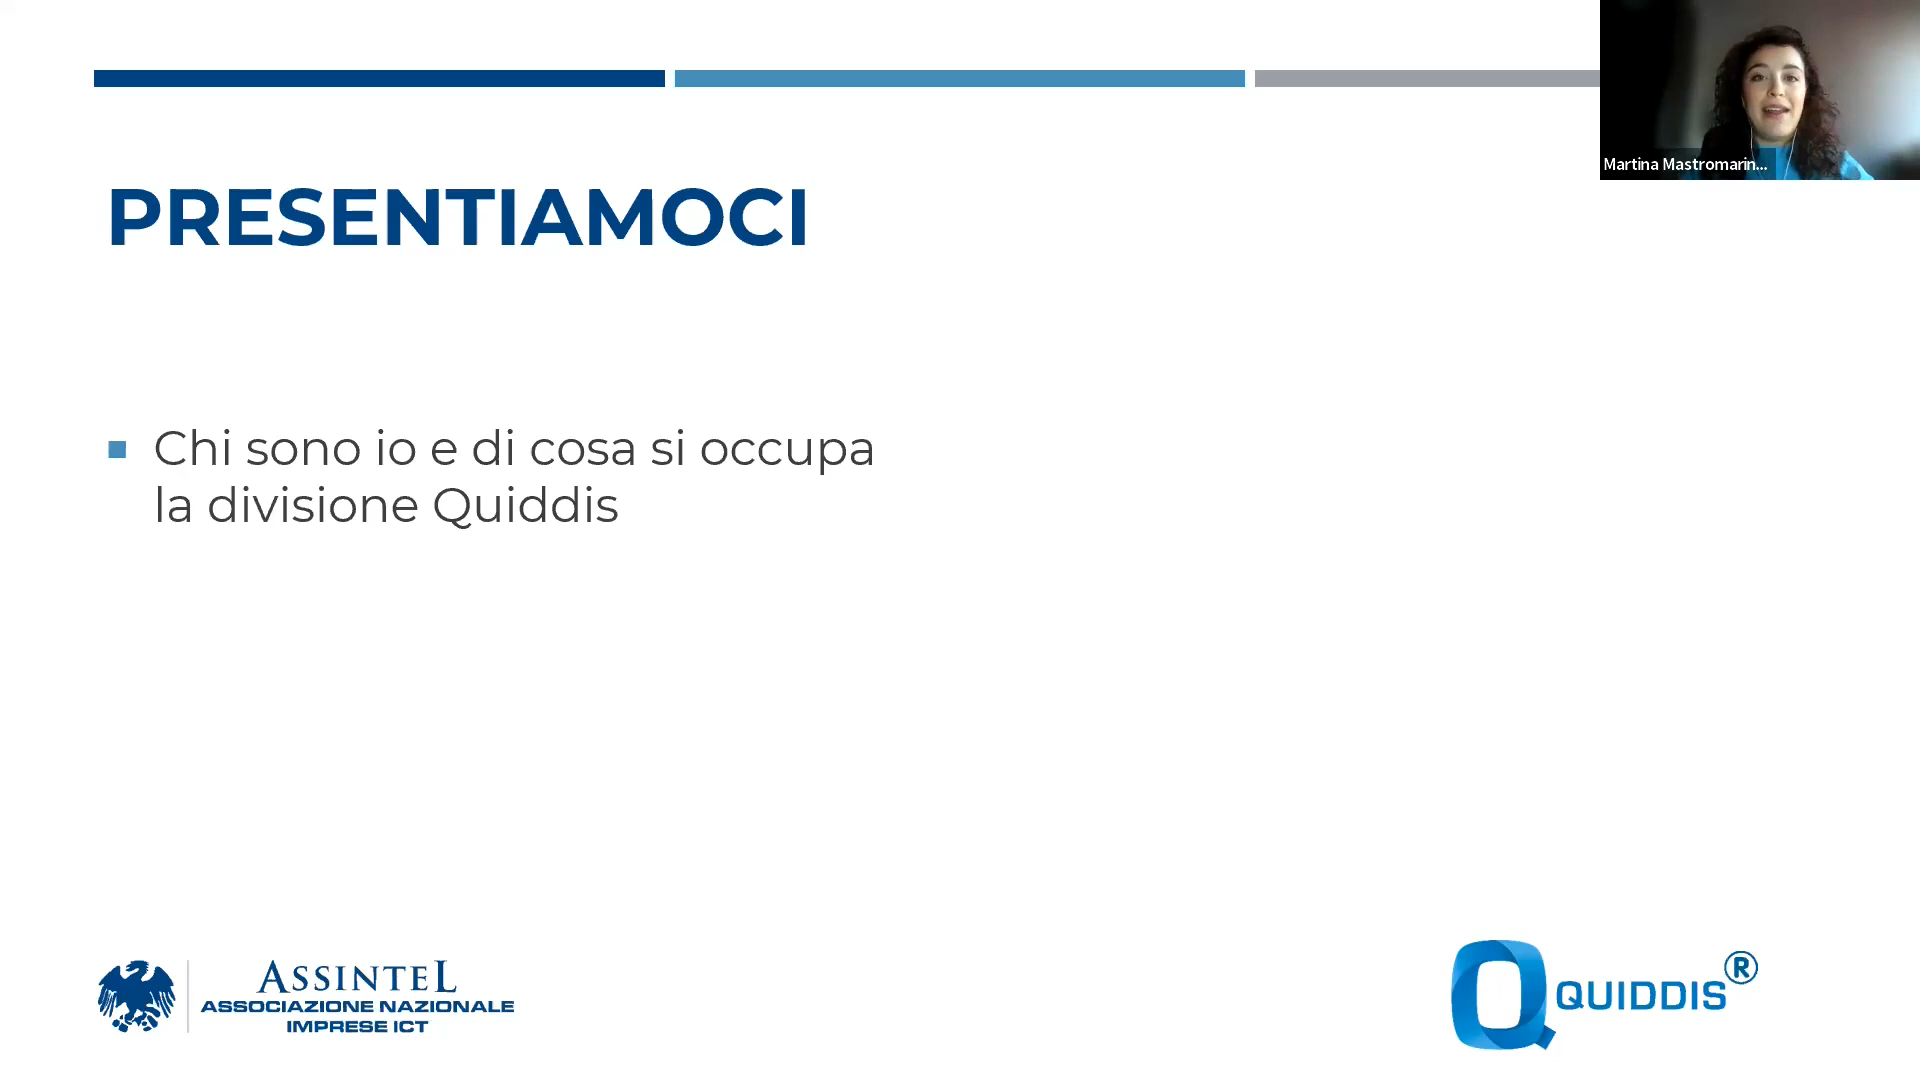 Martina Mastromarin...
PRESENTIAMOCI
Chi sono io e di cosa si occupa
la divisione Quiddis
ASSINTEL
ASSOCIAZIONE NAZIONALE
IMPRESE ICT
QUIDDIS®